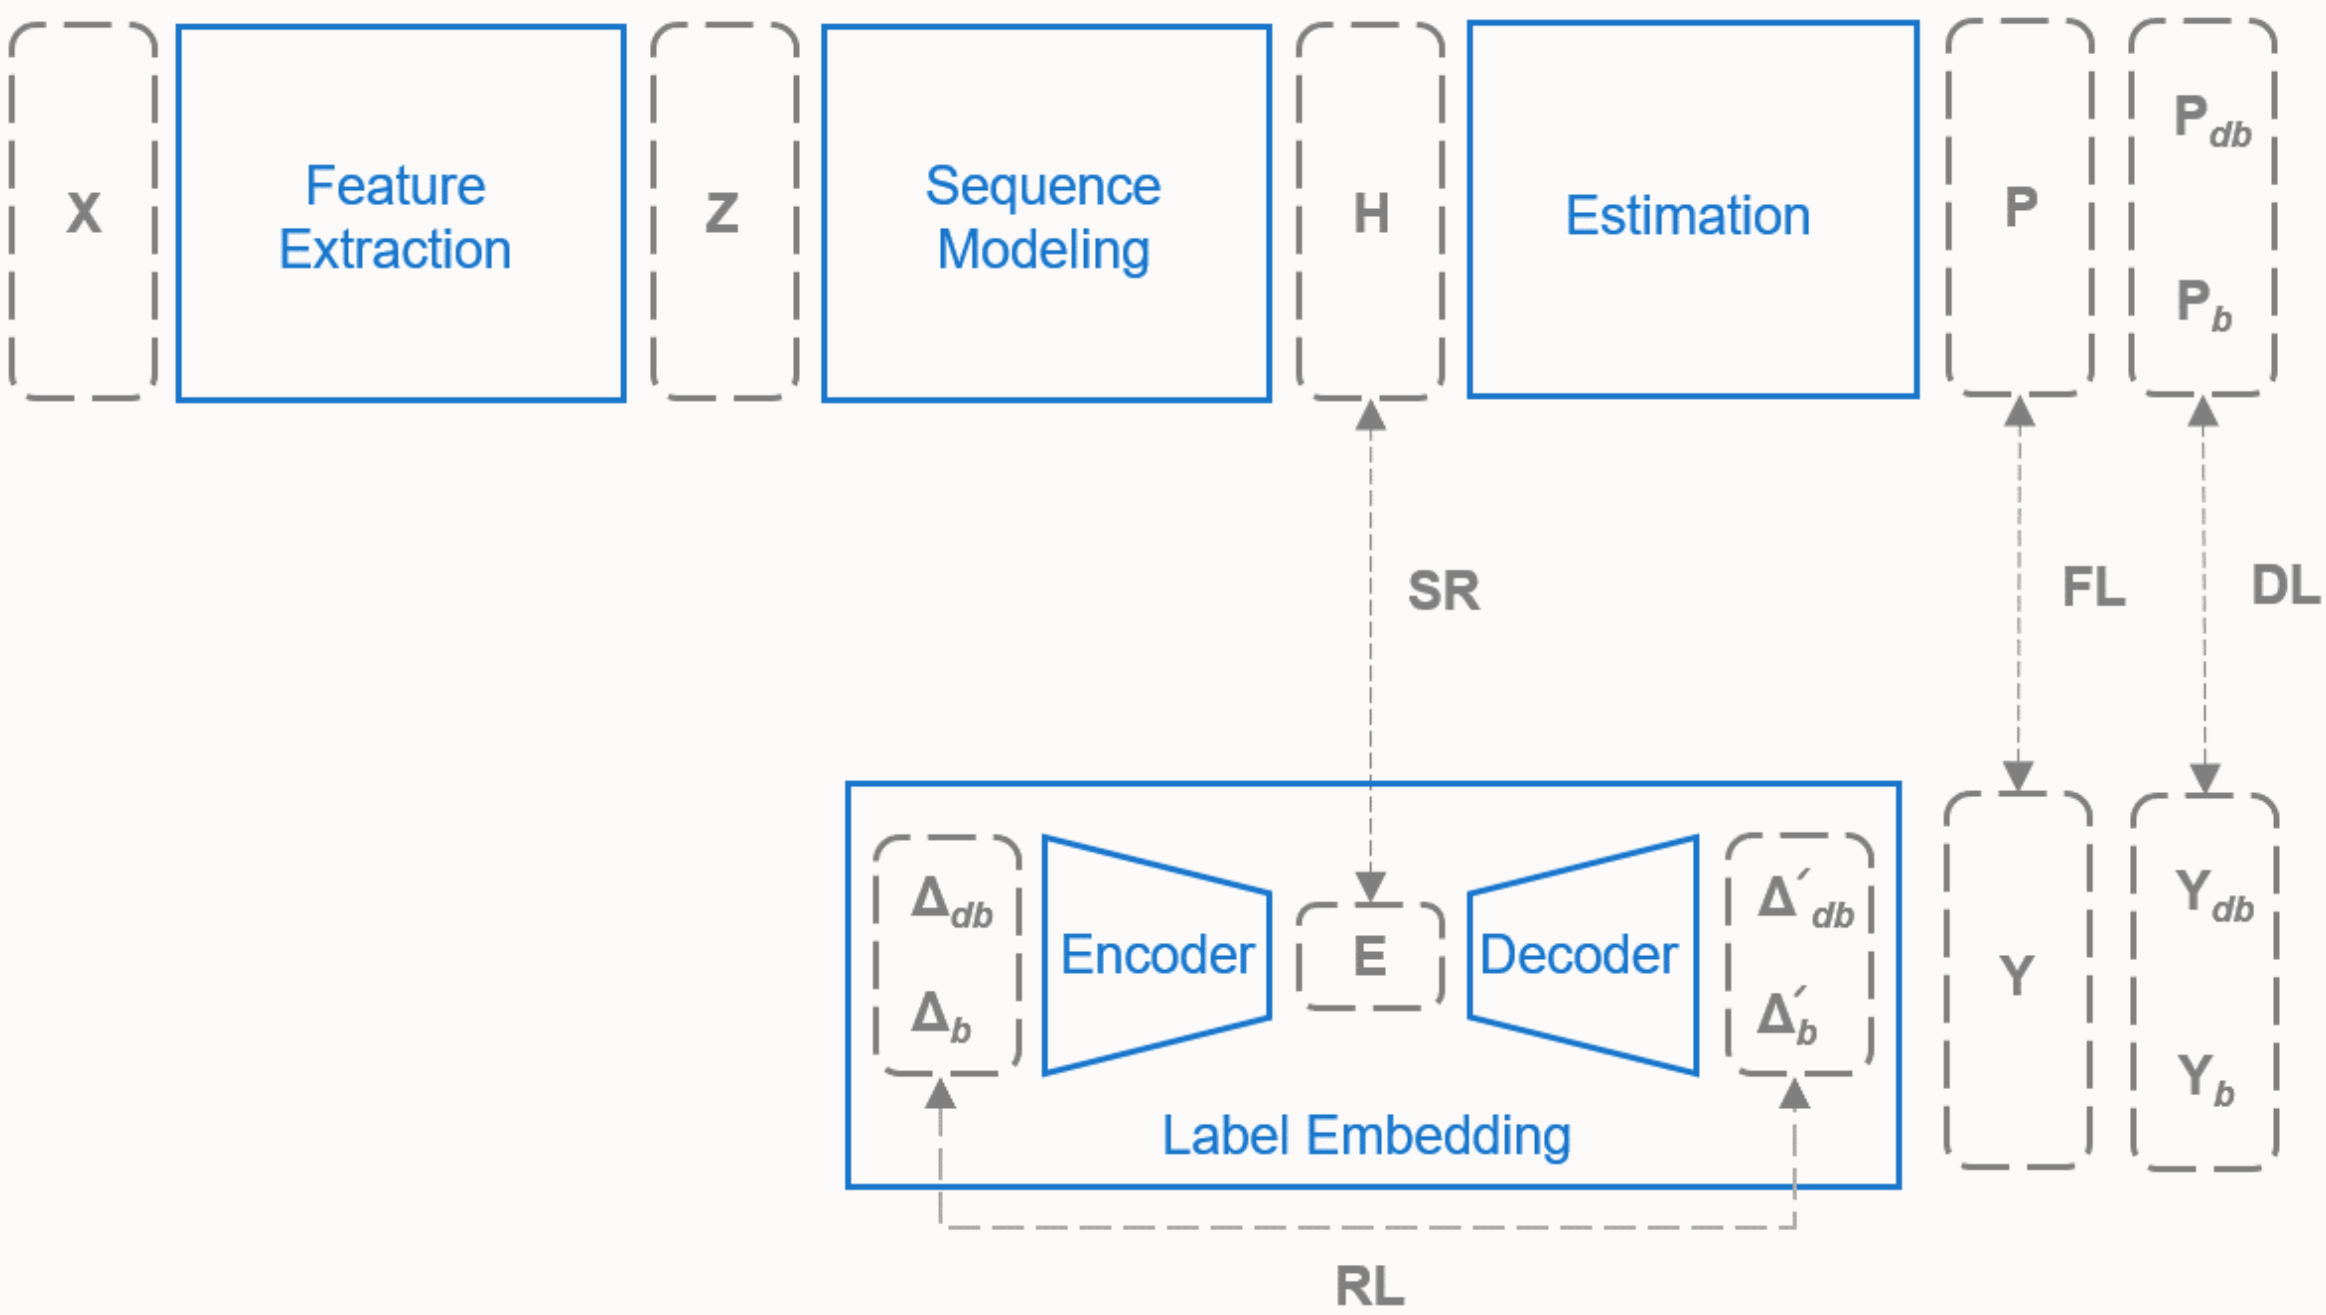 X
Feature
Extraction
Z
Sequence
Modeling
H
Estimation
P
P_db
P_b
SR
FL
DL
Δ_db
Δ_b
Encoder
E
Decoder
Δ´_db
Δ´_b
Label Embedding
Y
Y_db
Y_b
RL